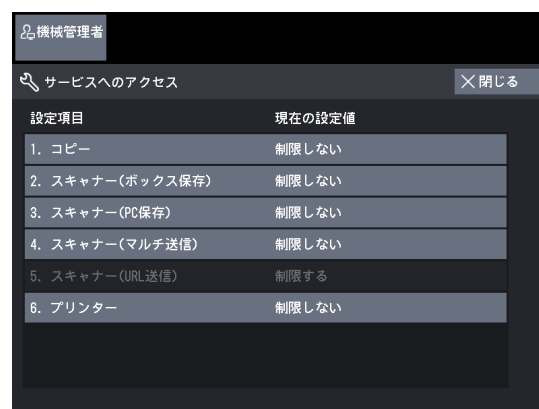 機械管理者
サービスへのアクセス
閉じる
設定項目 現在の設定値
1. コピー 制限しない
2. スキャナー(ボックス保存) 制限しない
3. スキャナー(PC保存) 制限しない
4. スキャナー(マルチ送信) 制限しない
5. スキャナー(URL送信) 制限する
6. プリンター 制限しない